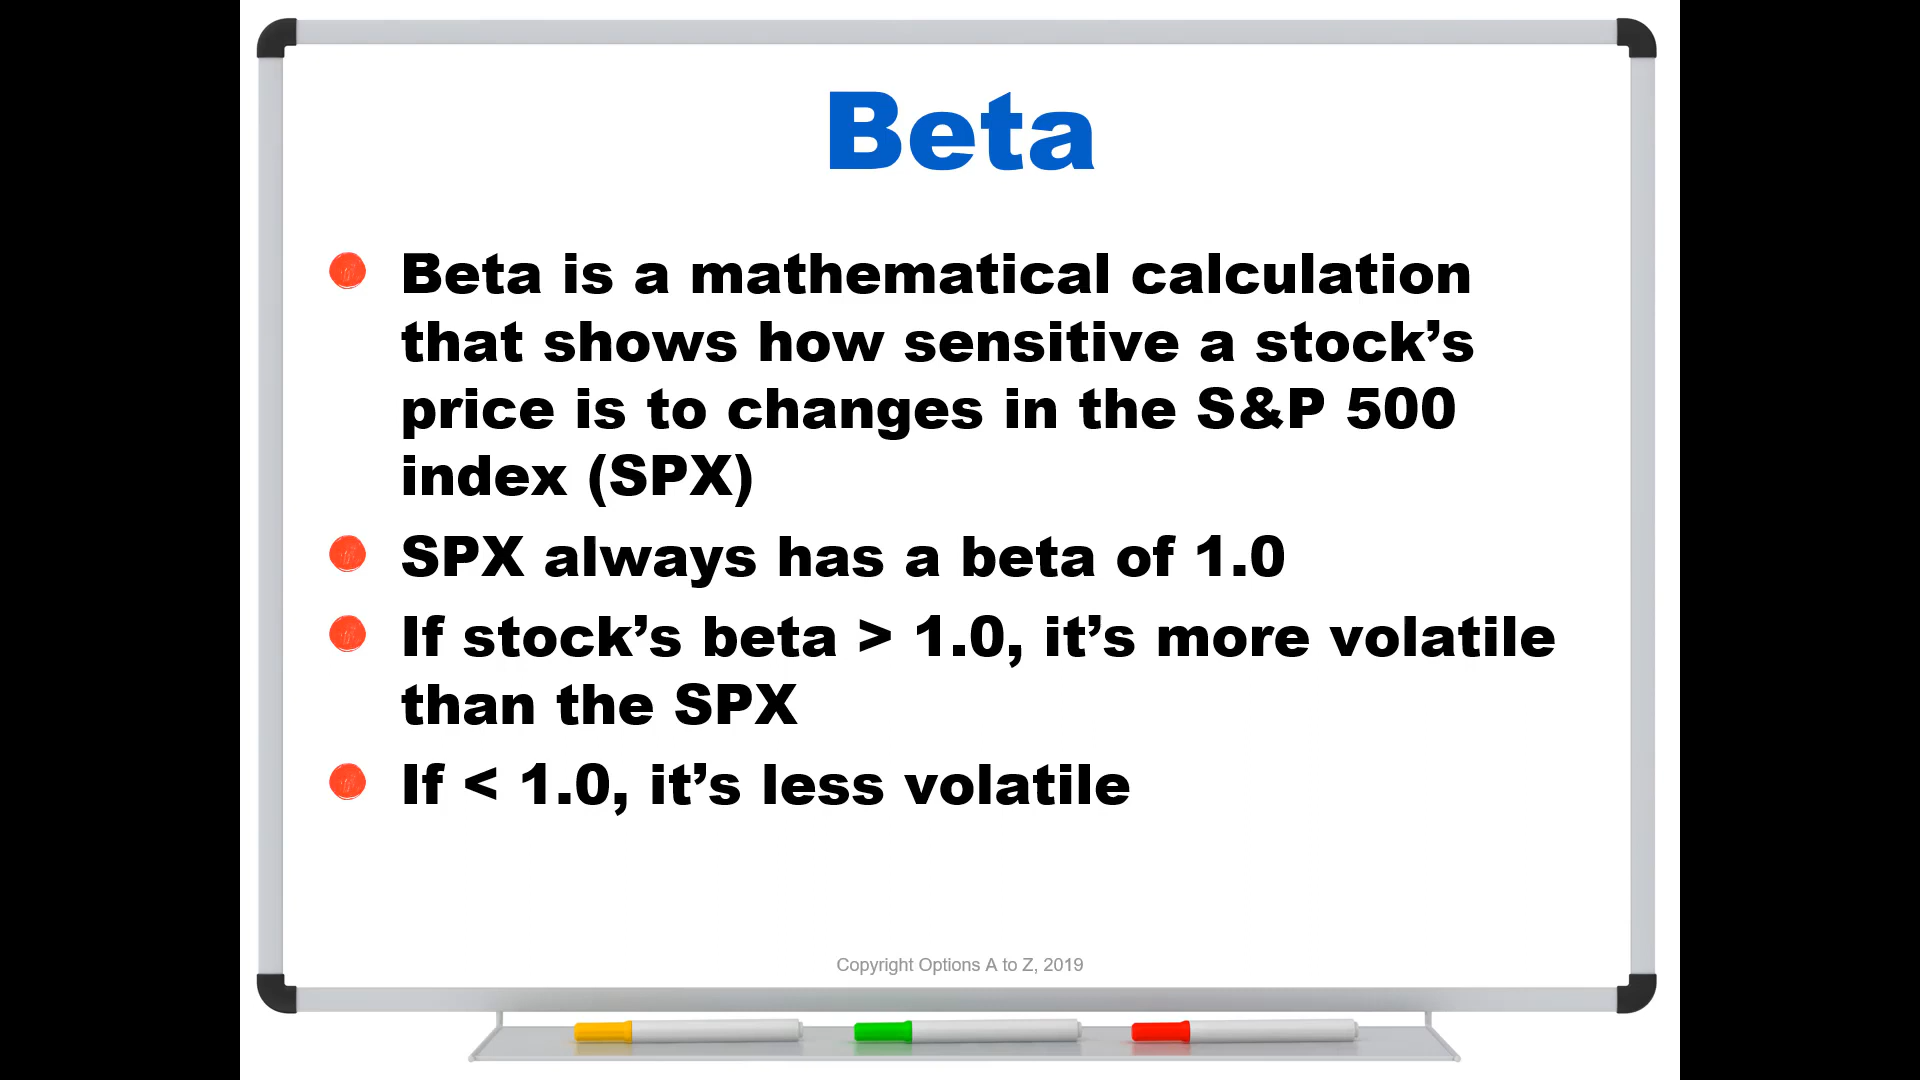 Beta
Beta is a mathematical calculation
that shows how sensitive a stock’s
price is to changes in the S&P 500
index (SPX)
SPX always has a beta of 1.0
If stock’s beta > 1.0, it’s more volatile
than the SPX
If < 1.0, it’s less volatile
Copyright Options A to Z, 2019